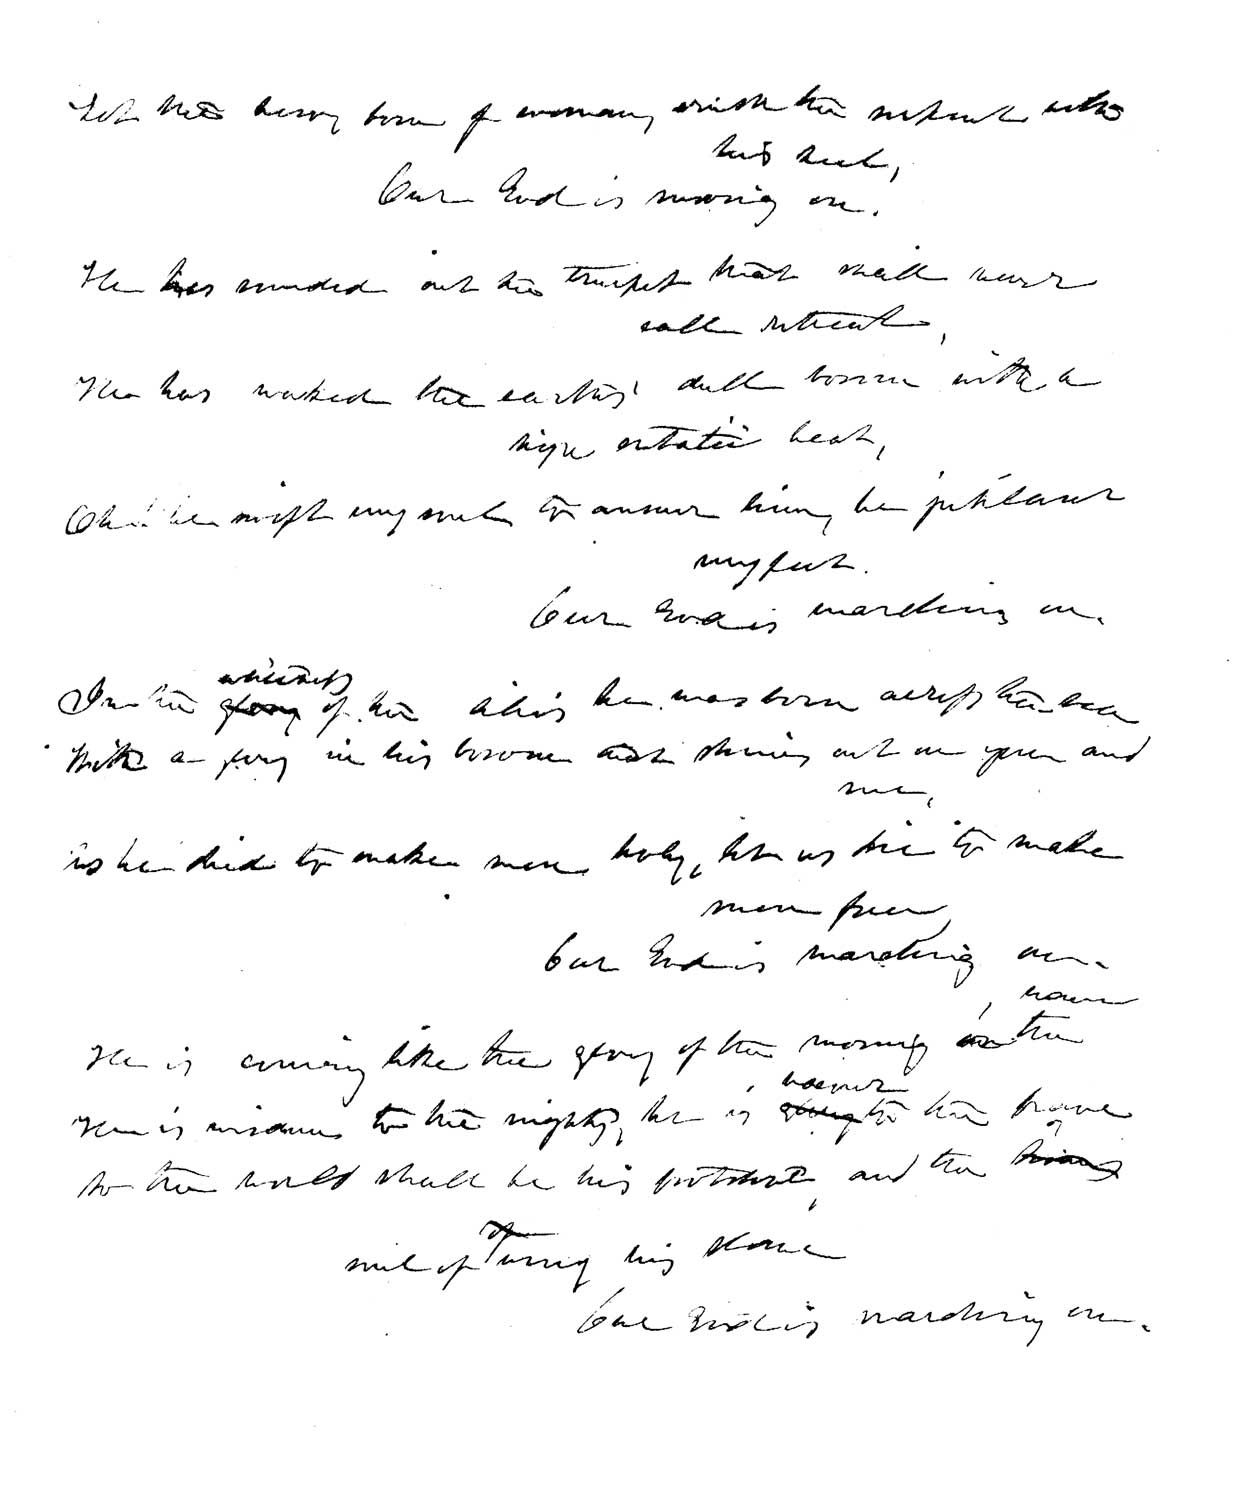 Let the hero, born of woman, crush the serpent with
his heel,
Our God is marching on.
He has sounded out the trumpet that shall never
call retreat,
He has waked the earth's dull bosom with a
high ecstatic beat,
Oh! be swift my soul to answer him, be jubilant
my feet.
Our God is marching on.
whiteness
In the glory of the lilies he was born across the sea
With a glory in his bosom that shines out on you and
me,
As he died to make men holy, let us die to make
men free,
Our God is marching on.
, wave
He is coming like the glory of the morning on the
, honour
He is wisdom to the mighty, he is glory to the brave
So the world shall be his footstool, and the
soul of wrong his slave
Our God is marching on.